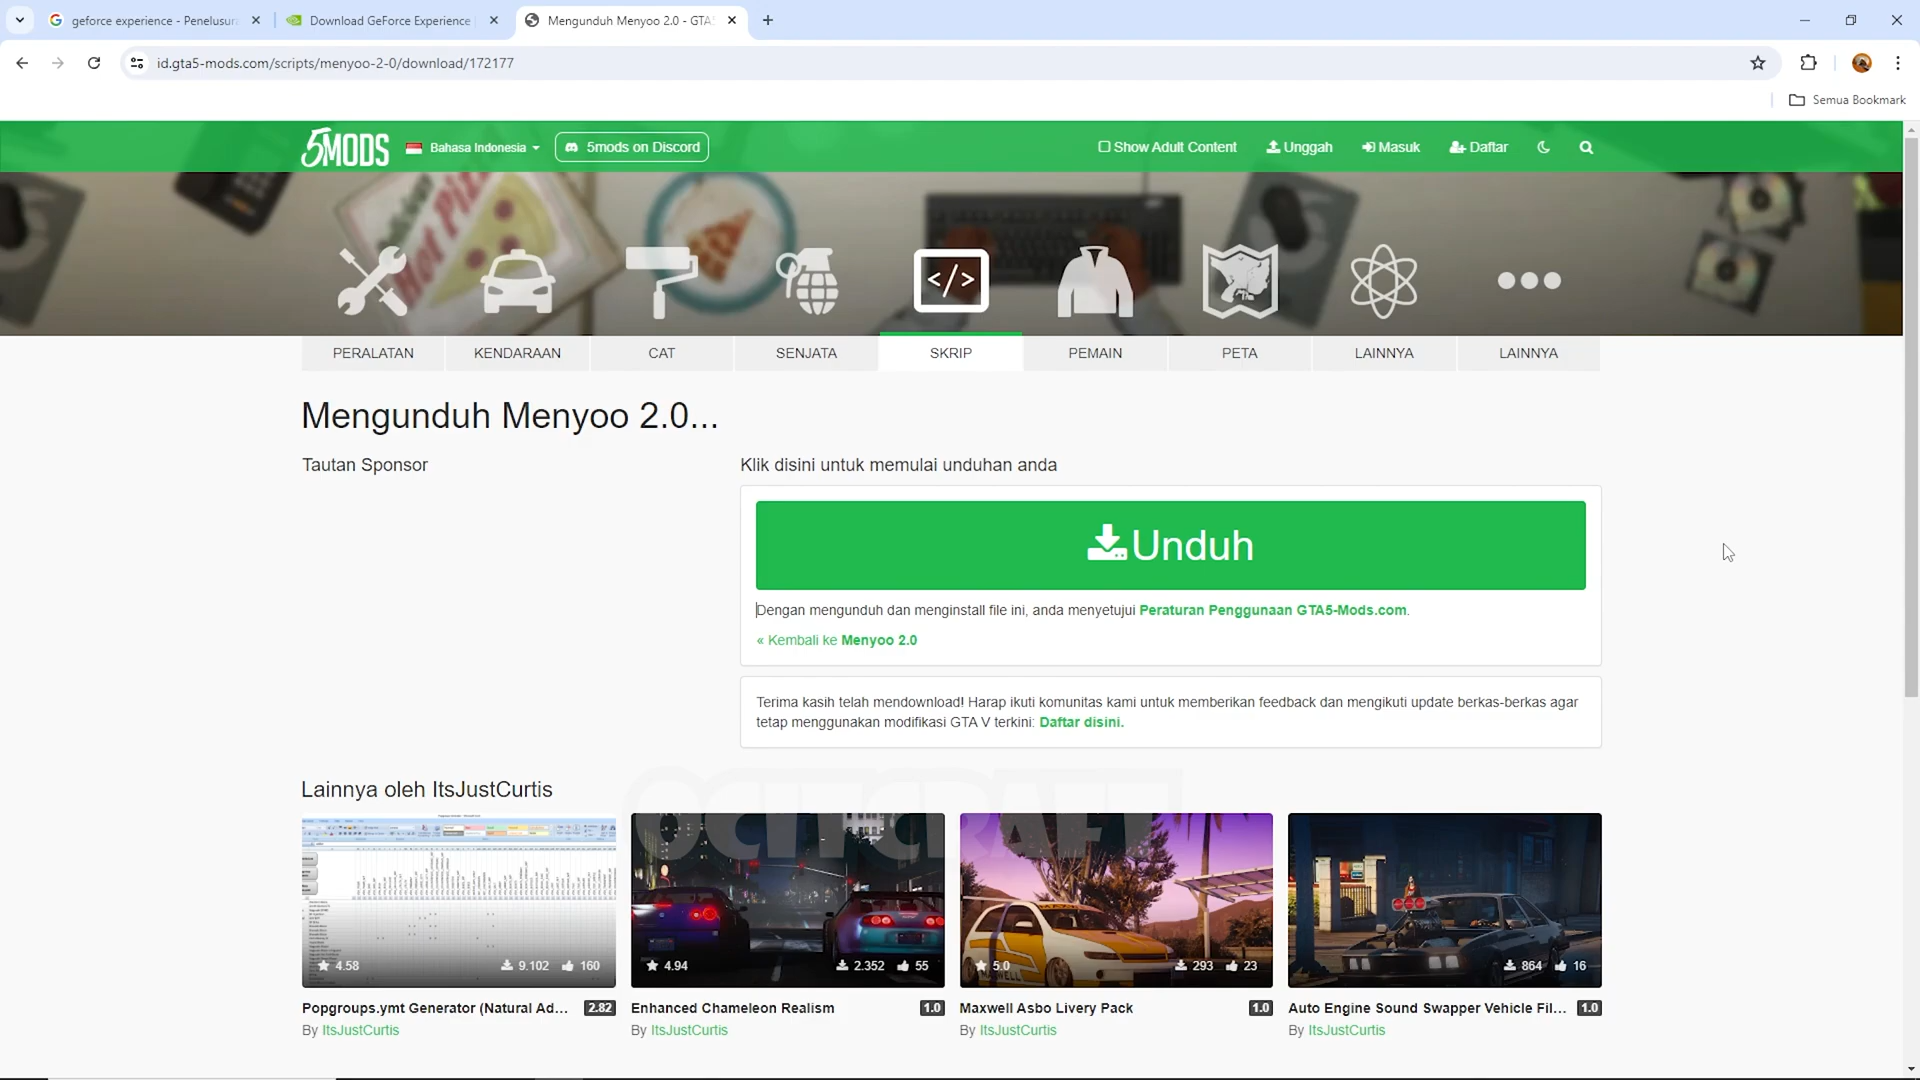 geforce experience - Penelusura
Download GeForce Experience
Mengunduh Menyoo 2.0 - GTA5
id.gta5-mods.com/scripts/menyoo-2-0/download/172177
Semua Bookmark
5MODS
Bahasa Indonesia
5mods on Discord
Show Adult Content
Unggah
Masuk
Daftar
Hot Pizza
PERALATAN
KENDARAAN
CAT
SENJATA
SKRIP
PEMAIN
PETA
LAINNYA
LAINNYA
Mengunduh Menyoo 2.0...
Tautan Sponsor
Klik disini untuk memulai unduhan anda
Unduh
Dengan mengunduh dan menginstall file ini, anda menyetujui Peraturan Penggunaan GTA5-Mods.com.
« Kembali ke Menyoo 2.0
Terima kasih telah mendownload! Harap ikuti komunitas kami untuk memberikan feedback dan mengikuti update berkas-berkas agar
tetap menggunakan modifikasi GTA V terkini: Daftar disini.
Lainnya oleh ItsJustCurtis
OCITCRAFT
4.58 9.102 160
4.94 2.352 55
5.0 293 23
864 16
Popgroups.ymt Generator (Natural Ad... 2.82
By ItsJustCurtis
Enhanced Chameleon Realism 1.0
By ItsJustCurtis
Maxwell Asbo Livery Pack 1.0
By ItsJustCurtis
Auto Engine Sound Swapper Vehicle Fil... 1.0
By ItsJustCurtis